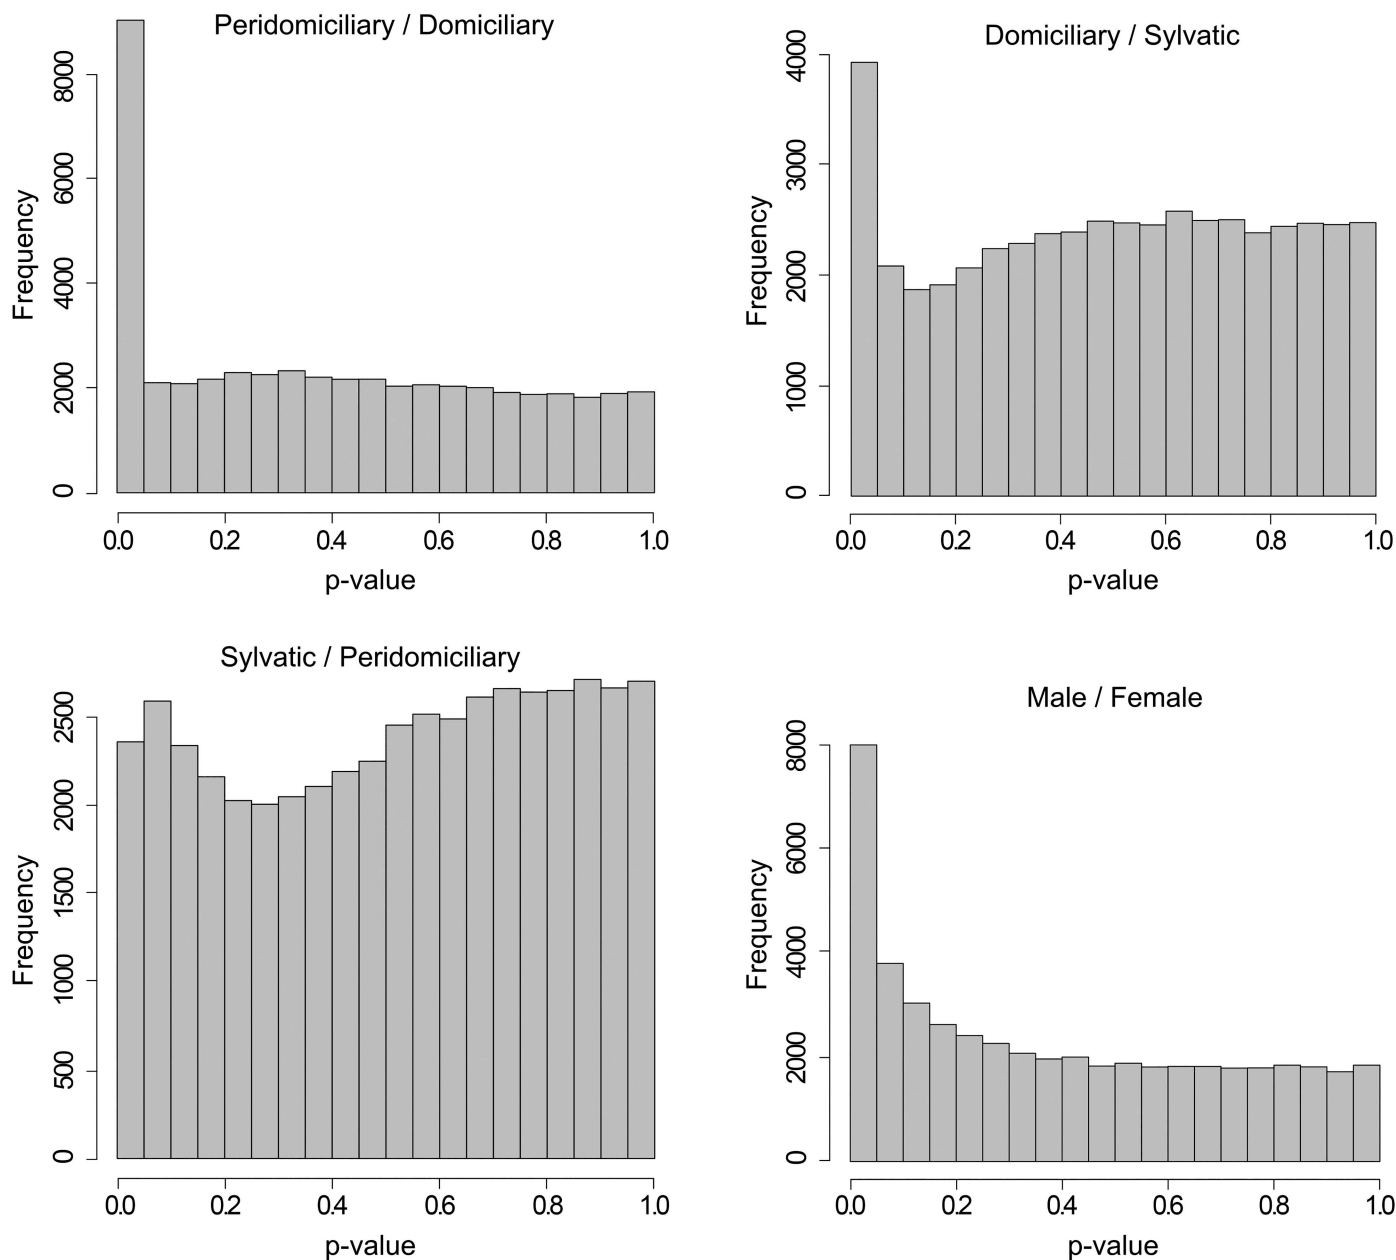 Peridomiciliary / Domiciliary
Frequency
0 2000 4000 6000 8000
0.0 0.2 0.4 0.6 0.8 1.0
p-value
Domiciliary / Sylvatic
Frequency
0 1000 2000 3000 4000
0.0 0.2 0.4 0.6 0.8 1.0
p-value
Sylvatic / Peridomiciliary
Frequency
0 500 1000 1500 2000 2500
0.0 0.2 0.4 0.6 0.8 1.0
p-value
Male / Female
Frequency
0 2000 4000 6000 8000
0.0 0.2 0.4 0.6 0.8 1.0
p-value